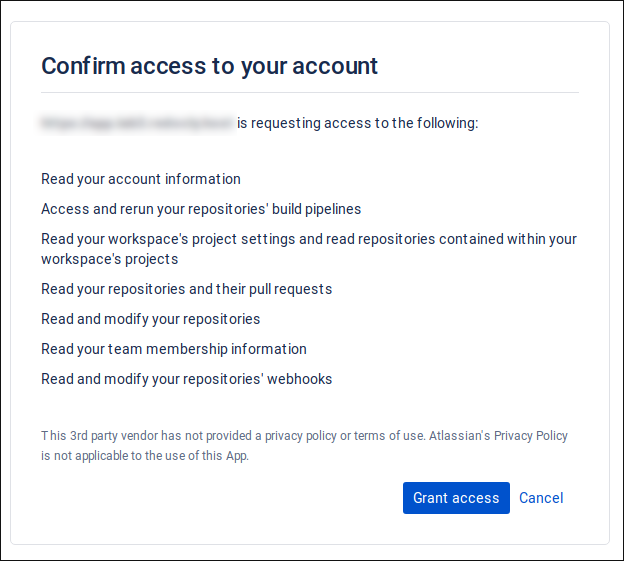 Confirm access to your account
is requesting access to the following:
Read your account information
Access and rerun your repositories' build pipelines
Read your workspace's project settings and read repositories contained within your
workspace's projects
Read your repositories and their pull requests
Read and modify your repositories
Read your team membership information
Read and modify your repositories' webhooks
This 3rd party vendor has not provided a privacy policy or terms of use. Atlassian's Privacy Policy
is not applicable to the use of this App.
Grant access Cancel